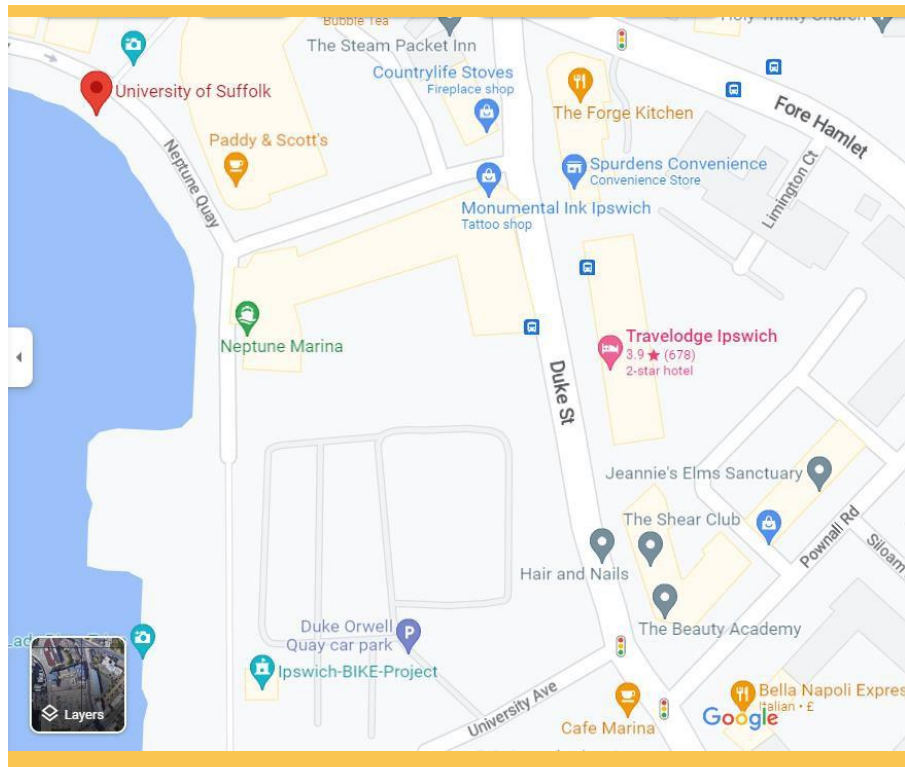 Bubble Tea
Holy Trinity Church
The Steam Packet Inn
Countrylife Stoves
Fireplace shop
University of Suffolk
The Forge Kitchen
Fore Hamlet
Paddy & Scott's
Neptune Quay
Spurdens Convenience
Convenience Store
Limington Ct
Monumental Ink Ipswich
Tattoo shop
Neptune Marina
Travelodge Ipswich
3.9 ★ (678)
2-star hotel
Duke St
Jeannie's Elms Sanctuary
The Shear Club
Pownall Rd
Siloam
Hair and Nails
Duke Orwell
Quay car park
P
The Beauty Academy
Ipswich-BIKE-Project
University Ave
Bella Napoli Expres
Italian • £
Layers
Google
Cafe Marina